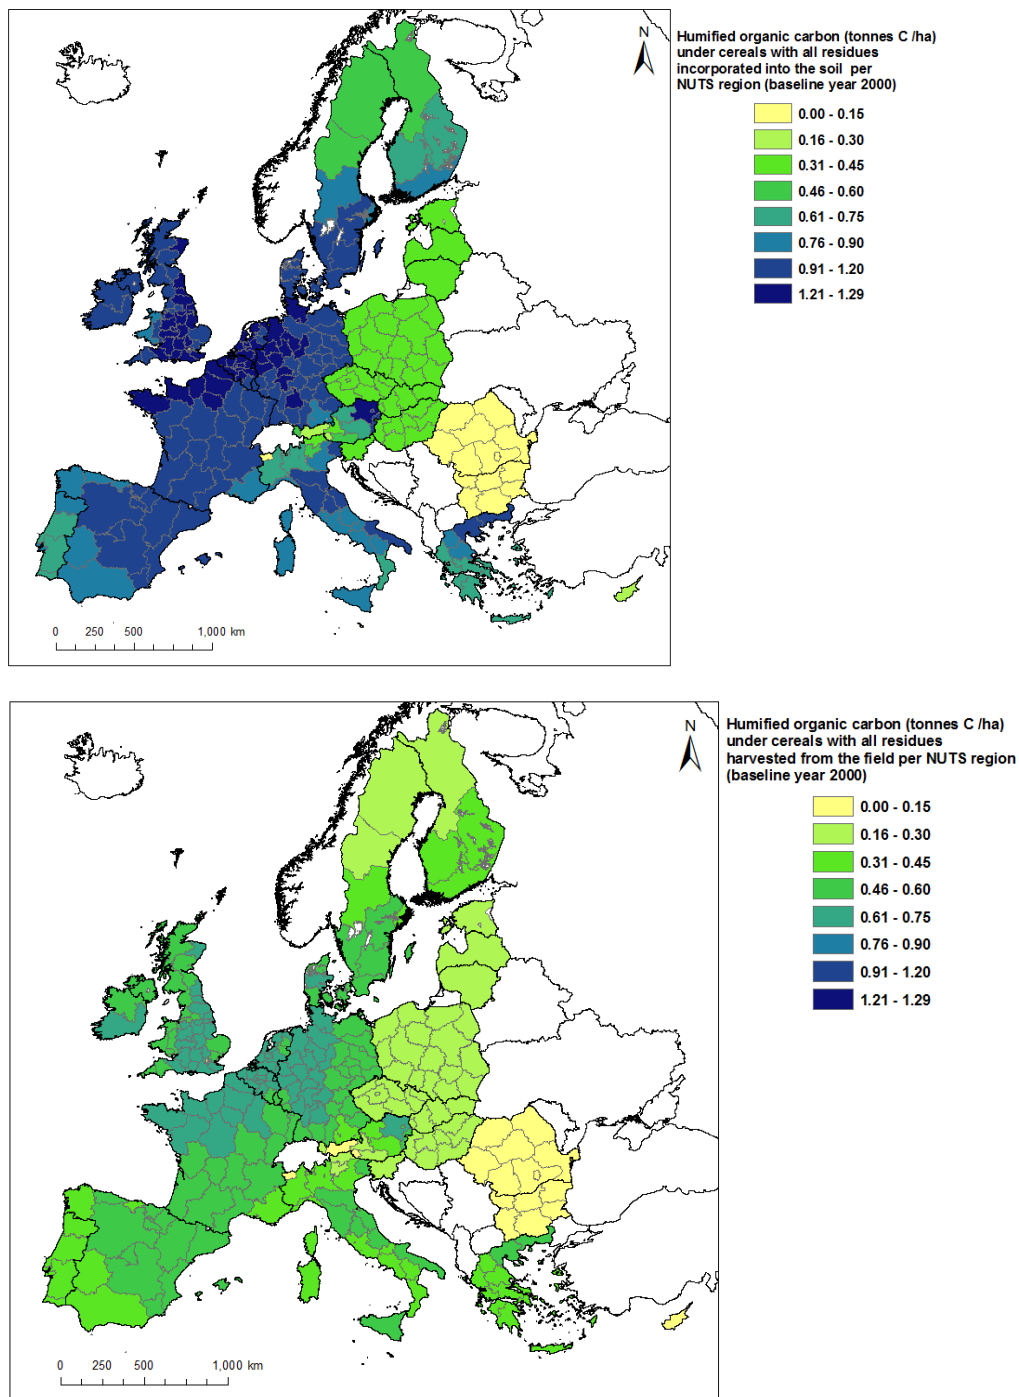 N
Humified organic carbon (tonnes C /ha)
under cereals with all residues
incorporated into the soil per
NUTS region (baseline year 2000)
0.00 - 0.15
0.16 - 0.30
0.31 - 0.45
0.46 - 0.60
0.61 - 0.75
0.76 - 0.90
0.91 - 1.20
1.21 - 1.29
0 250 500 1,000 km
N
Humified organic carbon (tonnes C /ha)
under cereals with all residues
harvested from the field per NUTS region
(baseline year 2000)
0.00 - 0.15
0.16 - 0.30
0.31 - 0.45
0.46 - 0.60
0.61 - 0.75
0.76 - 0.90
0.91 - 1.20
1.21 - 1.29
0 250 500 1,000 km